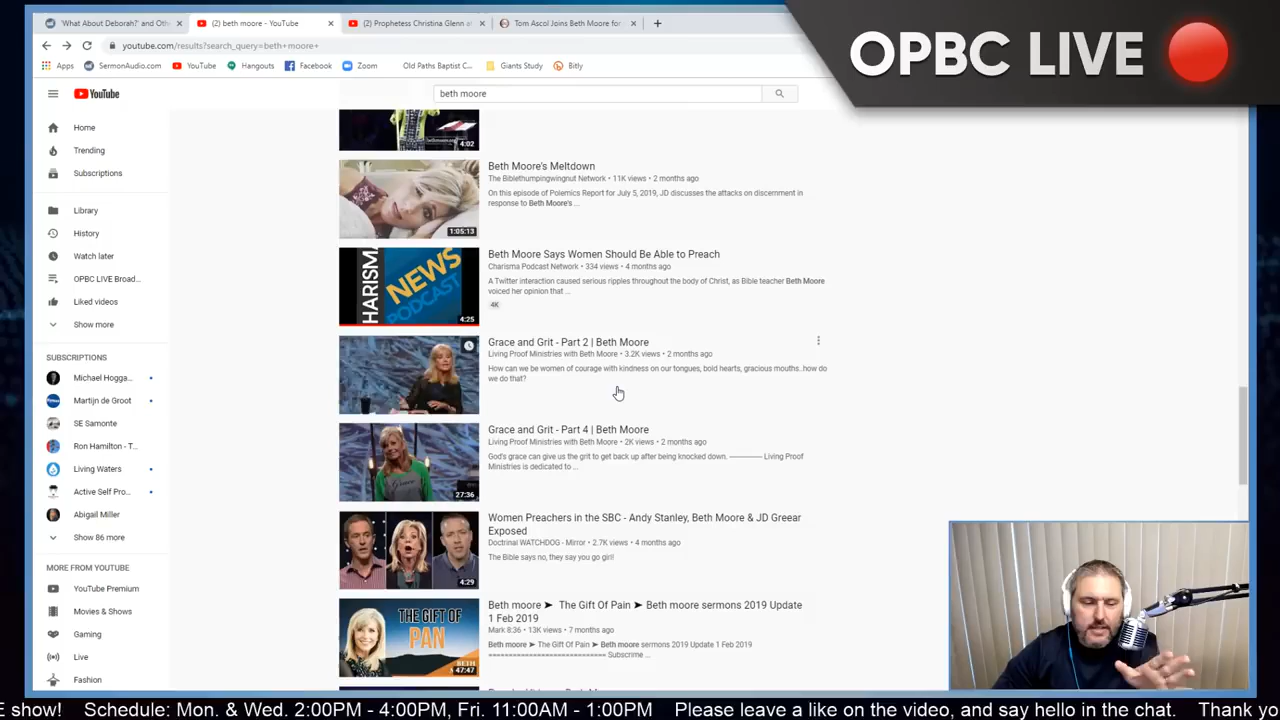 'What About Deborah?' and Oth
(2) beth moore - YouTube
(2) Prophetess Christina Glenn a
Tom Ascol Joins Beth Moore for
OPBC LIVE
youtube.com/results?search_query=beth+moore+
Apps
SermonAudio.com
YouTube
Hangouts
Facebook
Zoom
Old Paths Baptist C...
Giants Study
Bitly
YouTube
beth moore
Home
Trending
Subscriptions
Library
History
Watch later
OPBC LIVE Broad...
Liked videos
Show more
SUBSCRIPTIONS
Michael Hogga...
Martijn de Groot
SE Samonte
Ron Hamilton - T...
Living Waters
Active Self Pro...
Abigail Miller
Show 86 more
MORE FROM YOUTUBE
YouTube Premium
Movies & Shows
Gaming
Live
Fashion
4:02
Beth Moore's Meltdown
The Biblethumpingwingnut Network • 11K views • 2 months ago
On this episode of Polemics Report for July 5, 2019, JD discusses the attacks on discernment in
response to Beth Moore's ...
1:05:13
Beth Moore Says Women Should Be Able to Preach
Charisma Podcast Network • 334 views • 4 months ago
A Twitter interaction caused serious ripples throughout the body of Christ, as Bible teacher Beth Moore
voiced her opinion that ...
4K
HARISMA
NEWS
PODCAST
4:25
Grace and Grit - Part 2 | Beth Moore
Living Proof Ministries with Beth Moore • 3.2K views • 2 months ago
How can we be women of courage with kindness on our tongues, bold hearts, gracious mouths..how do
we do that?
Grace and Grit - Part 4 | Beth Moore
Living Proof Ministries with Beth Moore • 2K views • 2 months ago
God's grace can give us the grit to get back up after being knocked down. ------------- Living Proof
Ministries is dedicated to ...
27:36
Women Preachers in the SBC - Andy Stanley, Beth Moore & JD Greear
Exposed
Doctrinal WATCHDOG - Mirror • 2.7K views • 4 months ago
The Bible says no, they say you go girl!
4:29
Beth moore ➤ The Gift Of Pain ➤ Beth moore sermons 2019 Update
1 Feb 2019
Mark 8:36 • 13K views • 7 months ago
Beth moore ➤ The Gift Of Pain ➤ Beth moore sermons 2019 Update 1 Feb 2019
============================ Subscrime ...
THE GIFT OF
PAN
BETH
47:47
E show! Schedule: Mon. & Wed. 2:00PM - 4:00PM, Fri. 11:00AM - 1:00PM Please leave a like on the video, and say hello in the chat. Thank yo